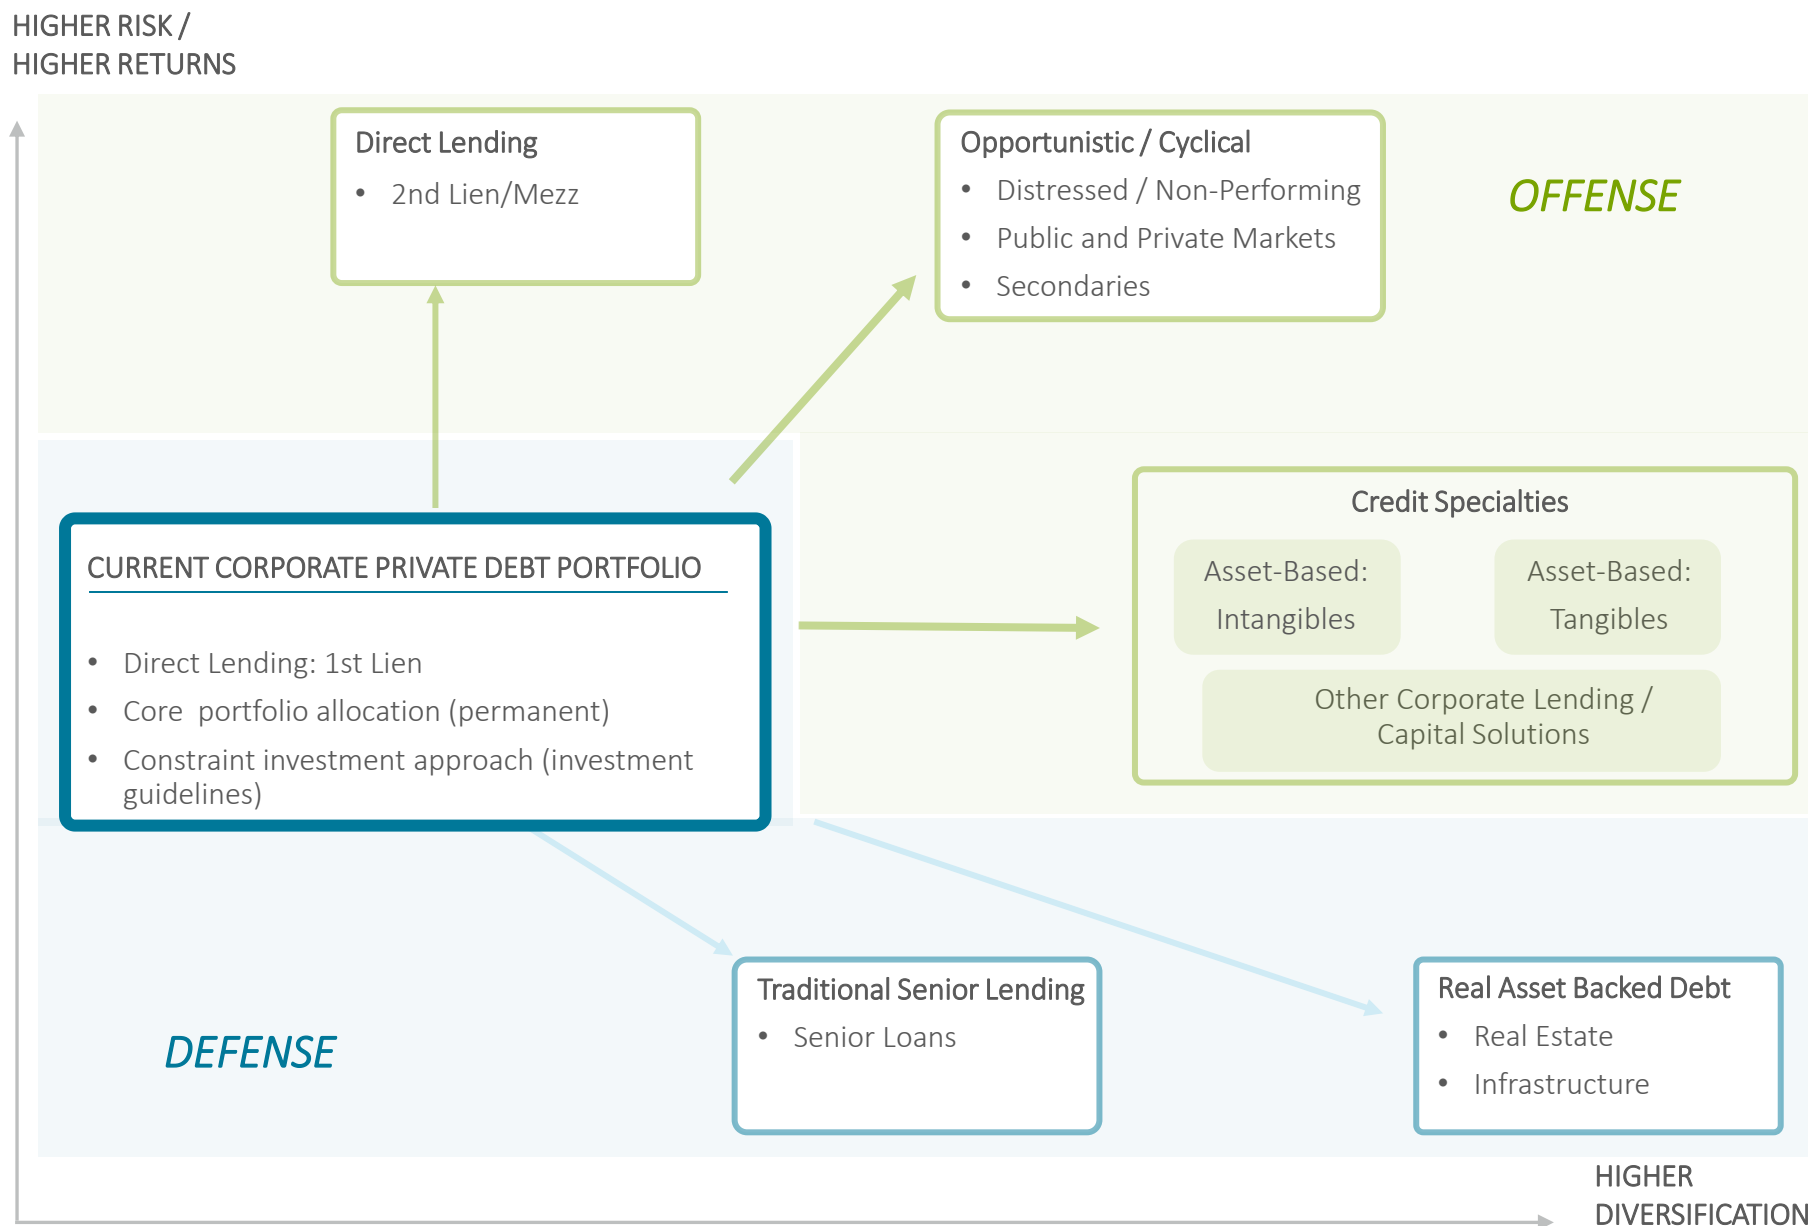 HIGHER RISK /
HIGHER RETURNS
Direct Lending
• 2nd Lien/Mezz
Opportunistic / Cyclical
• Distressed / Non-Performing
• Public and Private Markets
• Secondaries
OFFENSE
CURRENT CORPORATE PRIVATE DEBT PORTFOLIO
• Direct Lending: 1st Lien
• Core portfolio allocation (permanent)
• Constraint investment approach (investment
guidelines)
Credit Specialties
Asset-Based:
Intangibles
Asset-Based:
Tangibles
Other Corporate Lending /
Capital Solutions
DEFENSE
Traditional Senior Lending
• Senior Loans
Real Asset Backed Debt
• Real Estate
• Infrastructure
HIGHER
DIVERSIFICATION